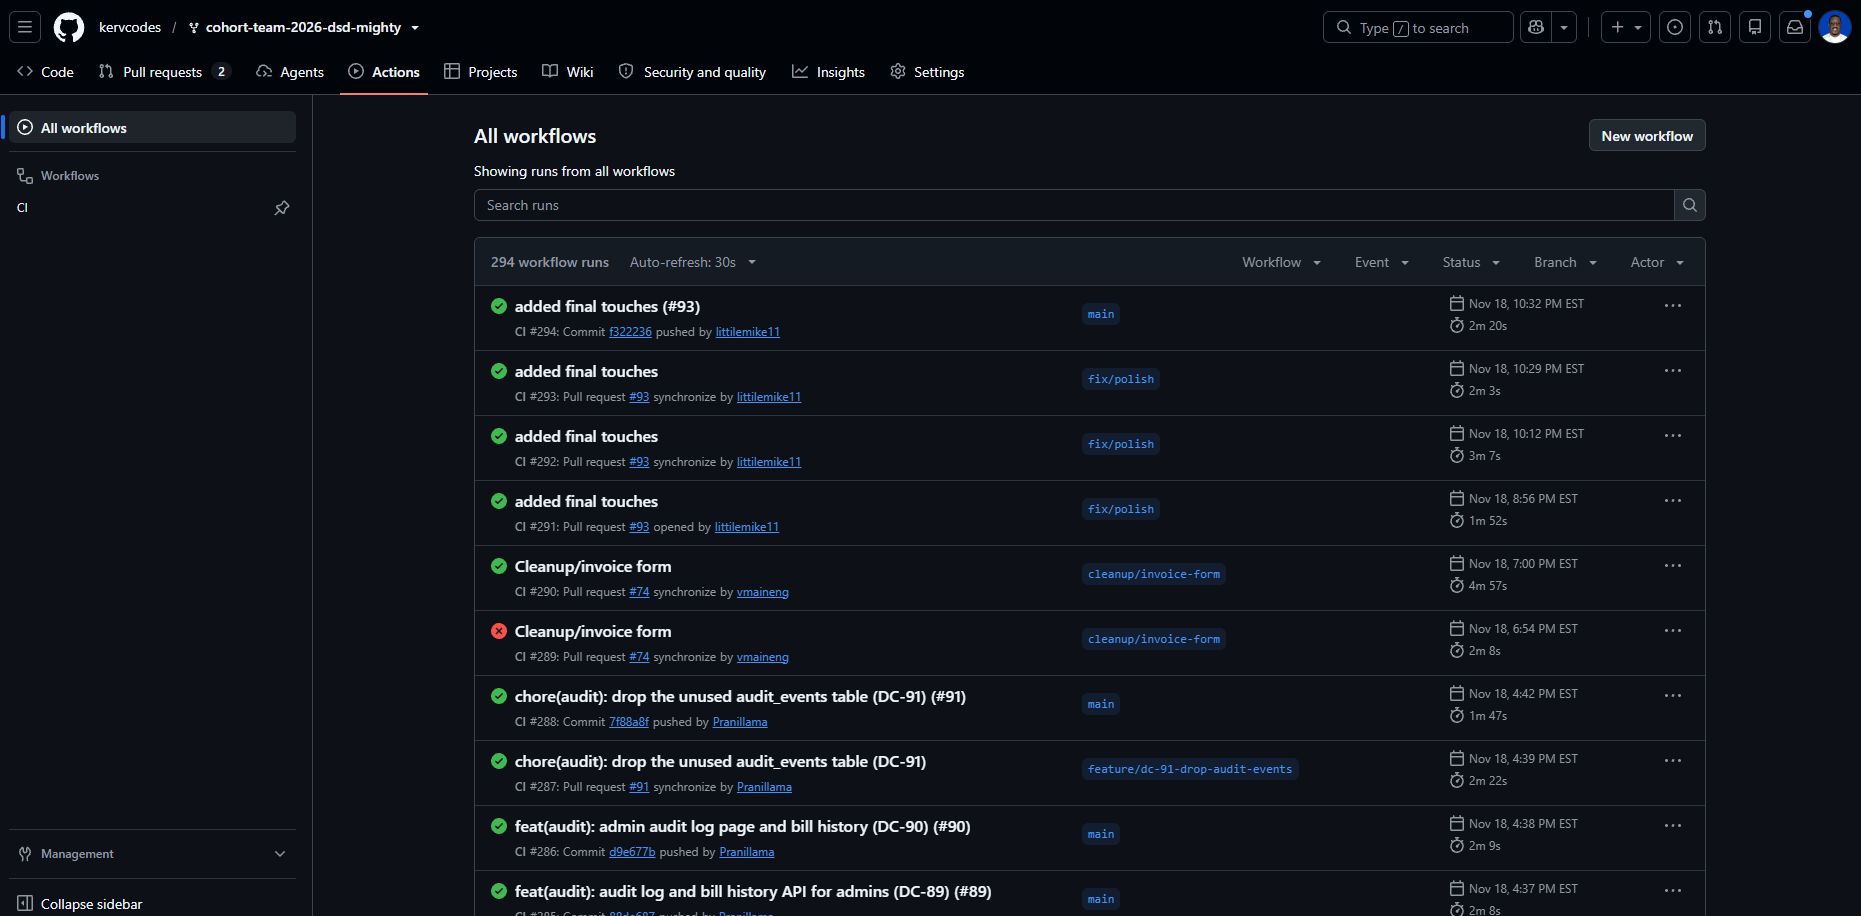 kervcodes / cohort-team-2026-dsd-mighty
Type / to search
Code
Pull requests 2
Agents
Actions
Projects
Wiki
Security and quality
Insights
Settings
All workflows
Workflows
CI
Management
Collapse sidebar
All workflows
New workflow
Showing runs from all workflows
Search runs
294 workflow runs Auto-refresh: 30s Workflow Event Status Branch Actor
added final touches (#93)
CI #294: Commit f322236 pushed by littilemike11
main
Nov 18, 10:32 PM EST
2m 20s
added final touches
CI #293: Pull request #93 synchronize by littilemike11
fix/polish
Nov 18, 10:29 PM EST
2m 3s
added final touches
CI #292: Pull request #93 synchronize by littilemike11
fix/polish
Nov 18, 10:12 PM EST
3m 7s
added final touches
CI #291: Pull request #93 opened by littilemike11
fix/polish
Nov 18, 8:56 PM EST
1m 52s
Cleanup/invoice form
CI #290: Pull request #74 synchronize by vmaineng
cleanup/invoice-form
Nov 18, 7:00 PM EST
4m 57s
Cleanup/invoice form
CI #289: Pull request #74 synchronize by vmaineng
cleanup/invoice-form
Nov 18, 6:54 PM EST
2m 8s
chore(audit): drop the unused audit_events table (DC-91) (#91)
CI #288: Commit 7f88a8f pushed by Pranillama
main
Nov 18, 4:42 PM EST
1m 47s
chore(audit): drop the unused audit_events table (DC-91)
CI #287: Pull request #91 synchronize by Pranillama
feature/dc-91-drop-audit-events
Nov 18, 4:39 PM EST
2m 22s
feat(audit): admin audit log page and bill history (DC-90) (#90)
CI #286: Commit d9e677b pushed by Pranillama
main
Nov 18, 4:38 PM EST
2m 9s
feat(audit): audit log and bill history API for admins (DC-89) (#89)
CI #285: Commit 88de687 pushed by Pranillama
main
Nov 18, 4:37 PM EST
2m 8s